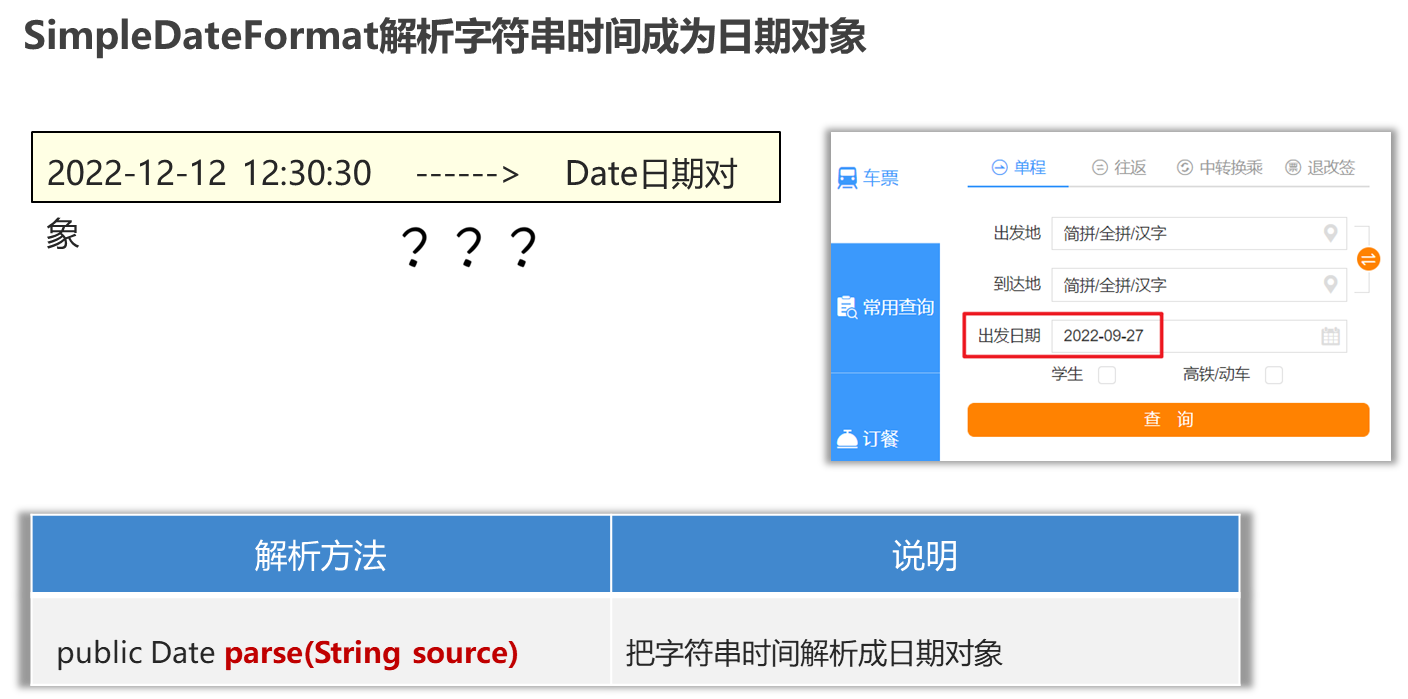 SimpleDateFormat解析字符串时间成为日期对象
2022-12-12 12:30:30 ------> Date日期对
象
？？？
车票
单程 往返 中转换乘 退改签
出发地 简拼/全拼/汉字
到达地 简拼/全拼/汉字
常用查询
出发日期 2022-09-27
学生 高铁/动车
查 询
订餐
解析方法 说明
public Date parse(String source) 把字符串时间解析成日期对象